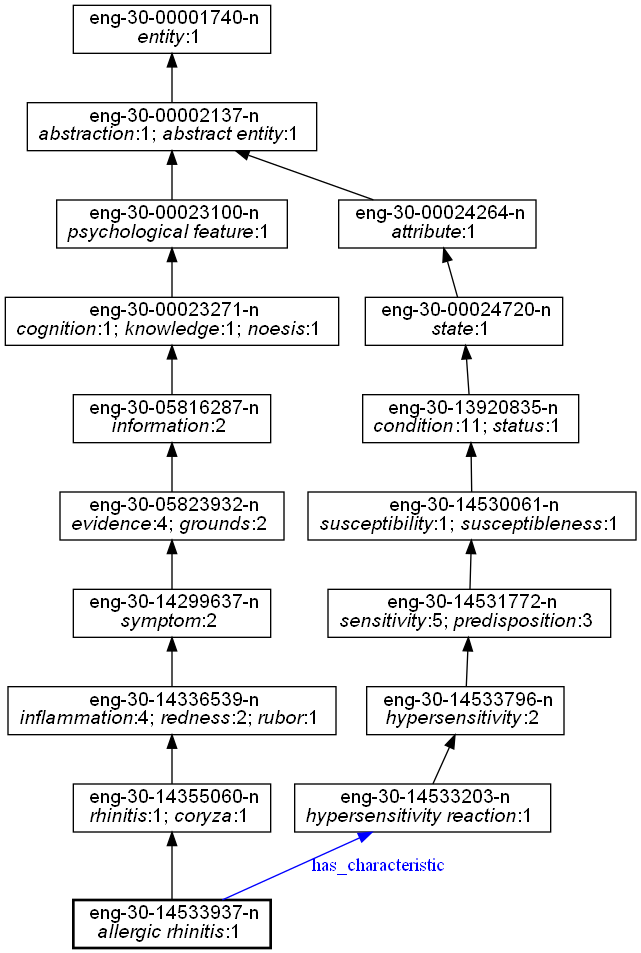 eng-30-00001740-n
entity:1
eng-30-00002137-n
abstraction:1; abstract entity:1
eng-30-00023100-n
psychological feature:1
eng-30-00024264-n
attribute:1
eng-30-00023271-n
cognition:1; knowledge:1; noesis:1
eng-30-00024720-n
state:1
eng-30-05816287-n
information:2
eng-30-13920835-n
condition:11; status:1
eng-30-05823932-n
evidence:4; grounds:2
eng-30-14530061-n
susceptibility:1; susceptibleness:1
eng-30-14299637-n
symptom:2
eng-30-14531772-n
sensitivity:5; predisposition:3
eng-30-14336539-n
inflammation:4; redness:2; rubor:1
eng-30-14533796-n
hypersensitivity:2
eng-30-14355060-n
rhinitis:1; coryza:1
eng-30-14533203-n
hypersensitivity reaction:1
has_characteristic
eng-30-14533937-n
allergic rhinitis:1